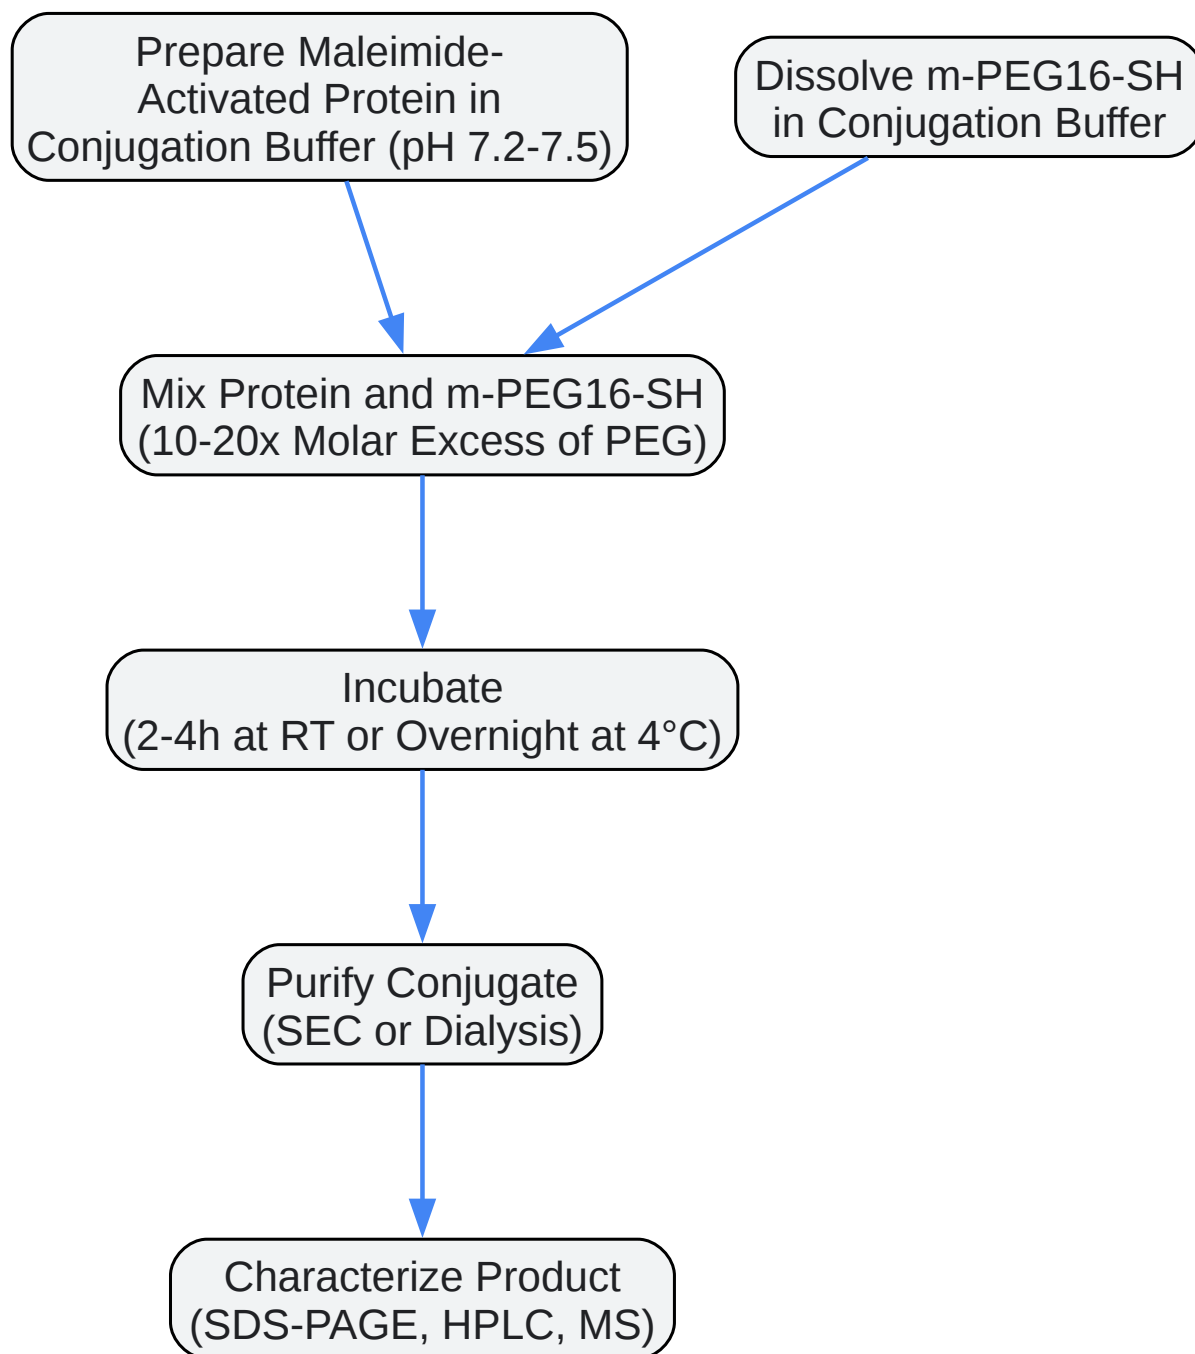 Prepare Maleimide-
Activated Protein in
Conjugation Buffer (pH 7.2-7.5)
Dissolve m-PEG16-SH
in Conjugation Buffer
Mix Protein and m-PEG16-SH
(10-20x Molar Excess of PEG)
Incubate
(2-4h at RT or Overnight at 4°C)
Purify Conjugate
(SEC or Dialysis)
Characterize Product
(SDS-PAGE, HPLC, MS)